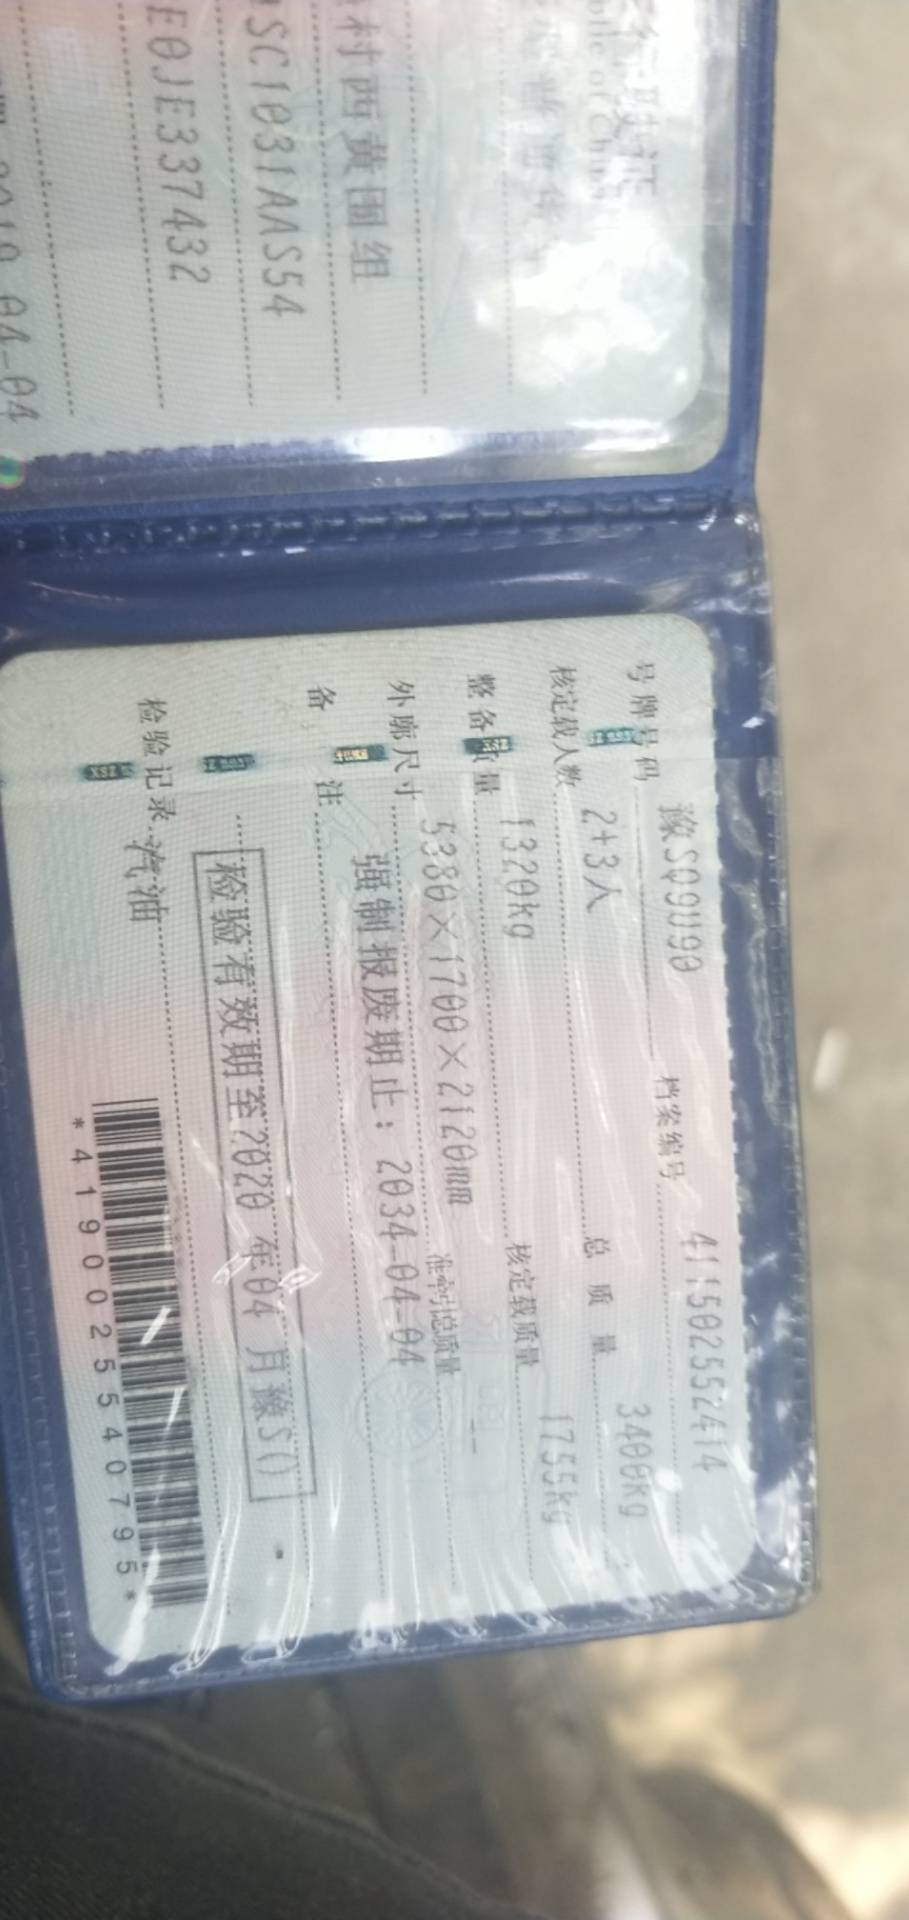 村西黄围组
SC1031AAS54
E0JE337432
04-04
号牌号码 豫SQ9U90 档案编号 411502552414
核定载人数 2+3人 总质量 3400kg
整备质量 1320kg 核定载质量 1755kg
外廓尺寸 5380×1700×2120mm 准牵引总质量 --
备注 强制报废期止：2034-04-04
检验有效期至2020年04月豫S()
检验记录 汽油
*4190025540795*